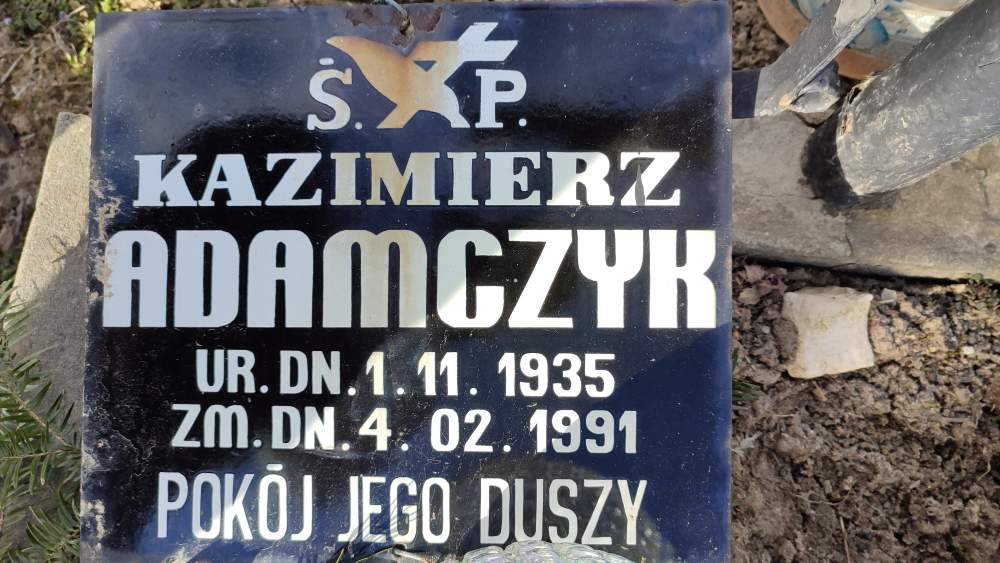 Ś. P.
KAZIMIERZ
ADAMCZYK
UR. DN. 1. 11. 1935
ZM. DN. 4. 02. 1991
POKÓJ JEGO DUSZY